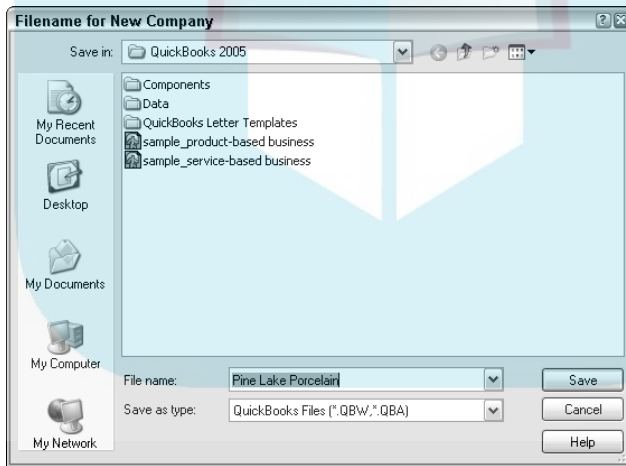 Filename for New Company
Save in: QuickBooks 2005
Components
Data
QuickBooks Letter Templates
sample_product-based business
sample_service-based business
My Recent
Documents
Desktop
My Documents
My Computer
My Network
File name: Pine Lake Porcelain
Save
Save as type: QuickBooks Files (*.QBW,*.QBA)
Cancel
Help